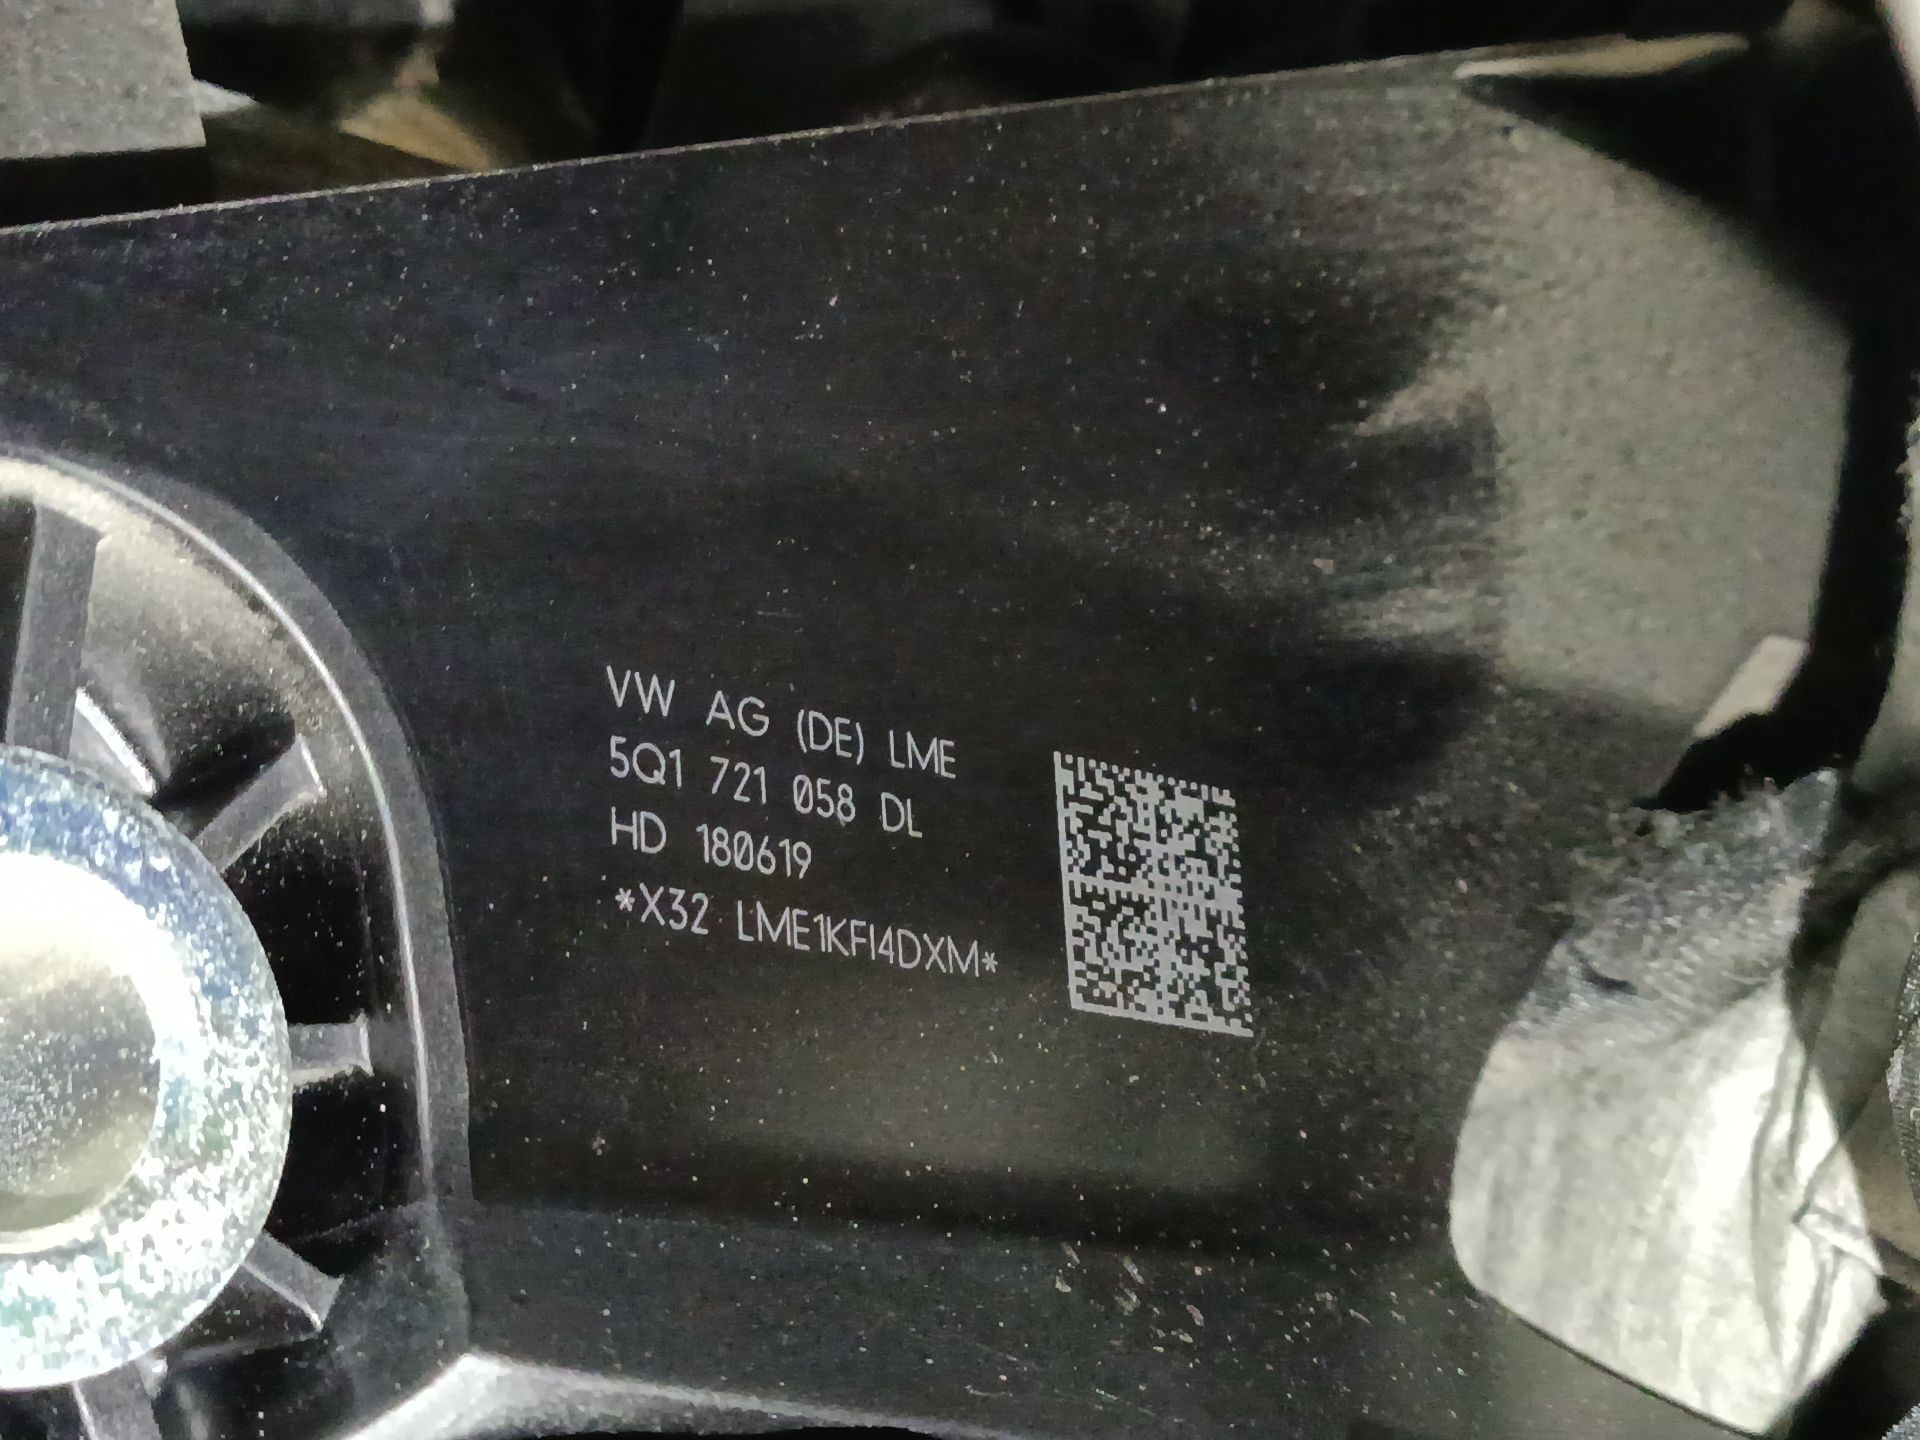 VW AG (DE) LME
5Q1 721 058 DL
HD 180619
*X32 LME1KFI4DXM*